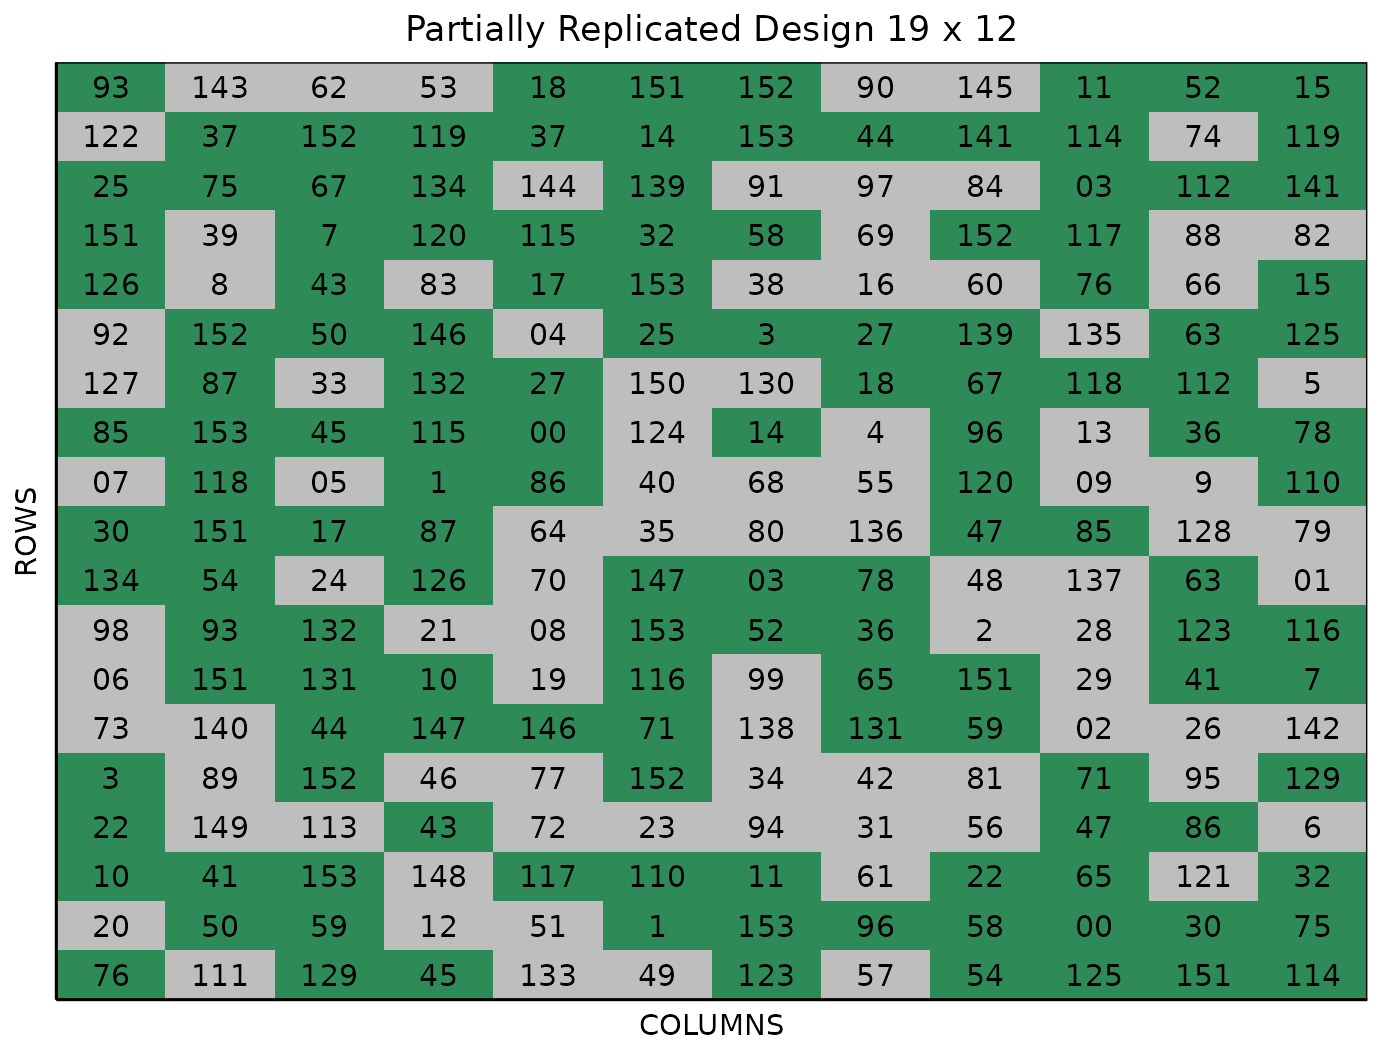 Partially Replicated Design 19 x 12
93 143 62 53 18 151 152 90 145 11 52 15
122 37 152 119 37 14 153 44 141 114 74 119
25 75 67 134 144 139 91 97 84 03 112 141
151 39 7 120 115 32 58 69 152 117 88 82
126 8 43 83 17 153 38 16 60 76 66 15
92 152 50 146 04 25 3 27 139 135 63 125
127 87 33 132 27 150 130 18 67 118 112 5
85 153 45 115 00 124 14 4 96 13 36 78
07 118 05 1 86 40 68 55 120 09 9 110
30 151 17 87 64 35 80 136 47 85 128 79
134 54 24 126 70 147 03 78 48 137 63 01
98 93 132 21 08 153 52 36 2 28 123 116
06 151 131 10 19 116 99 65 151 29 41 7
73 140 44 147 146 71 138 131 59 02 26 142
3 89 152 46 77 152 34 42 81 71 95 129
22 149 113 43 72 23 94 31 56 47 86 6
10 41 153 148 117 110 11 61 22 65 121 32
20 50 59 12 51 1 153 96 58 00 30 75
76 111 129 45 133 49 123 57 54 125 151 114
ROWS
COLUMNS